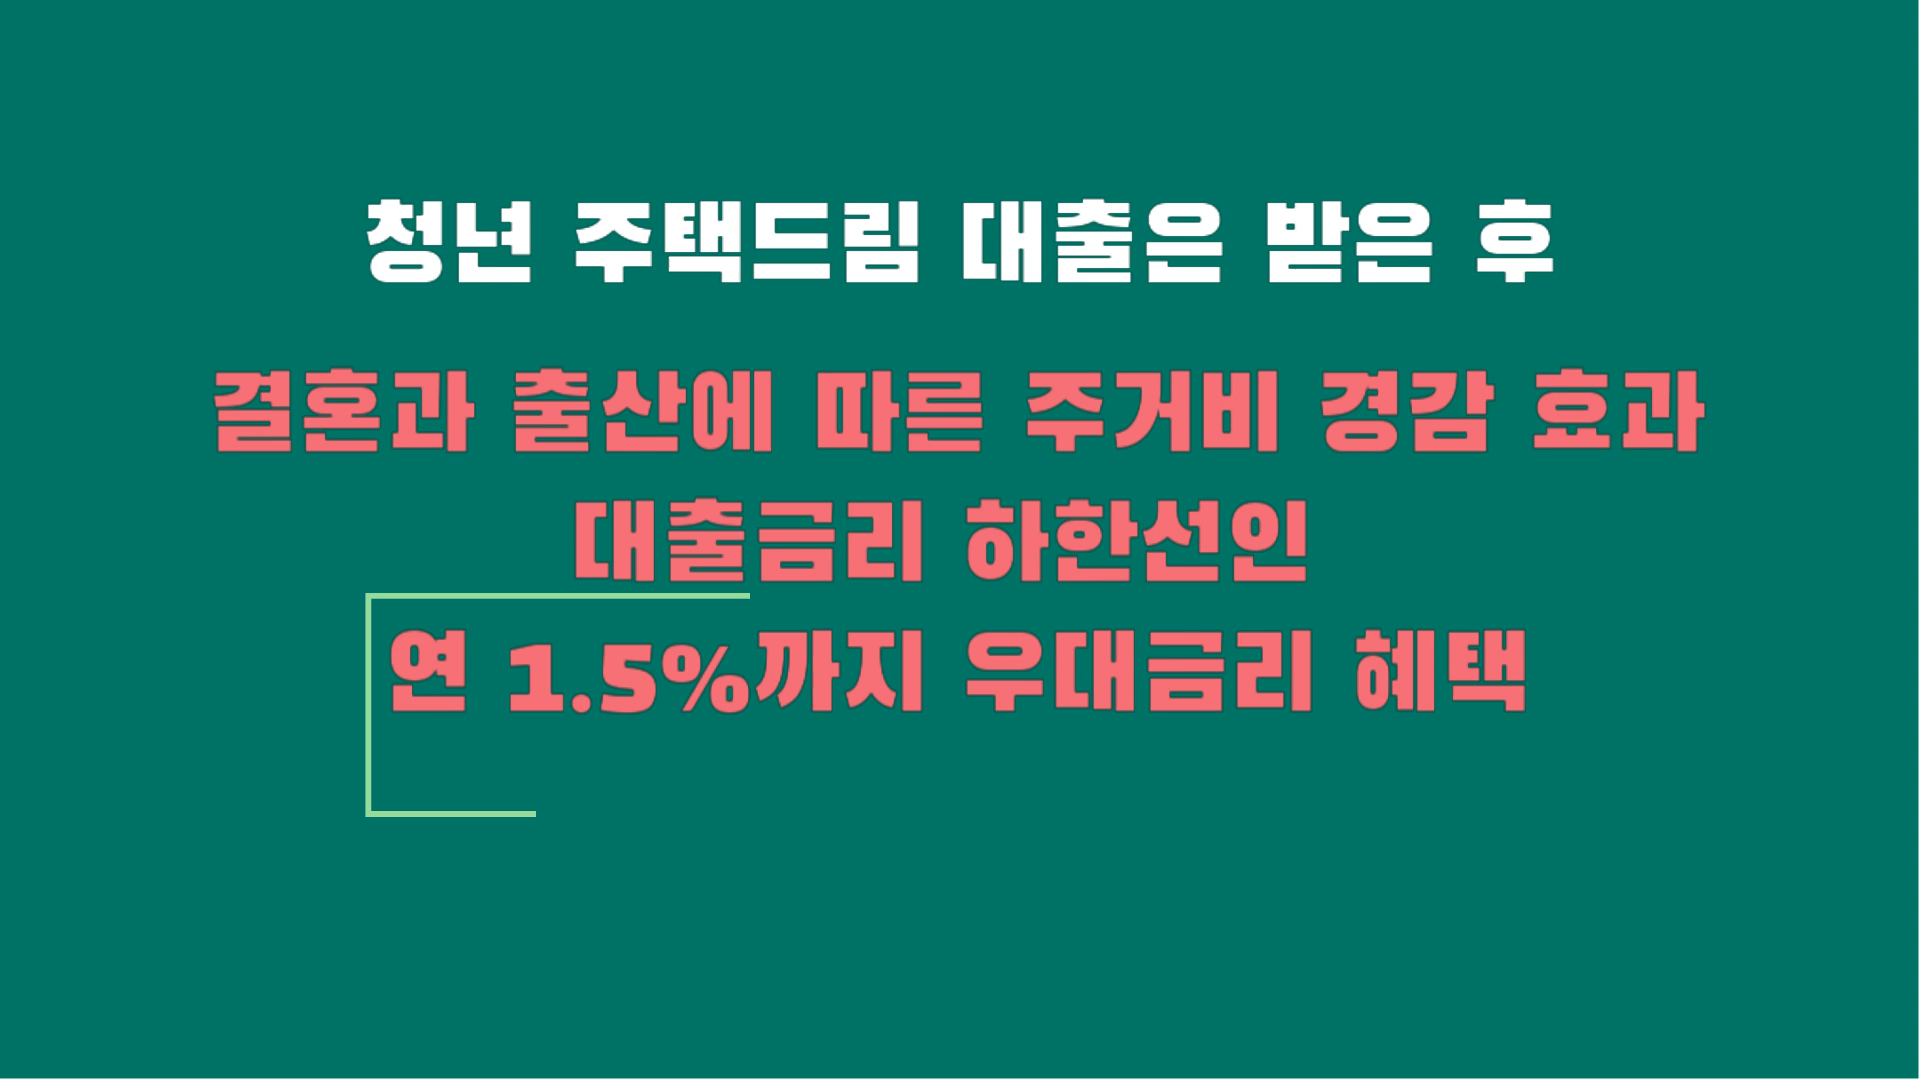 청년 주택드림 대출은 받은 후
결혼과 출산에 따른 주거비 경감 효과
대출금리 하한선인
연 1.5%까지 우대금리 혜택